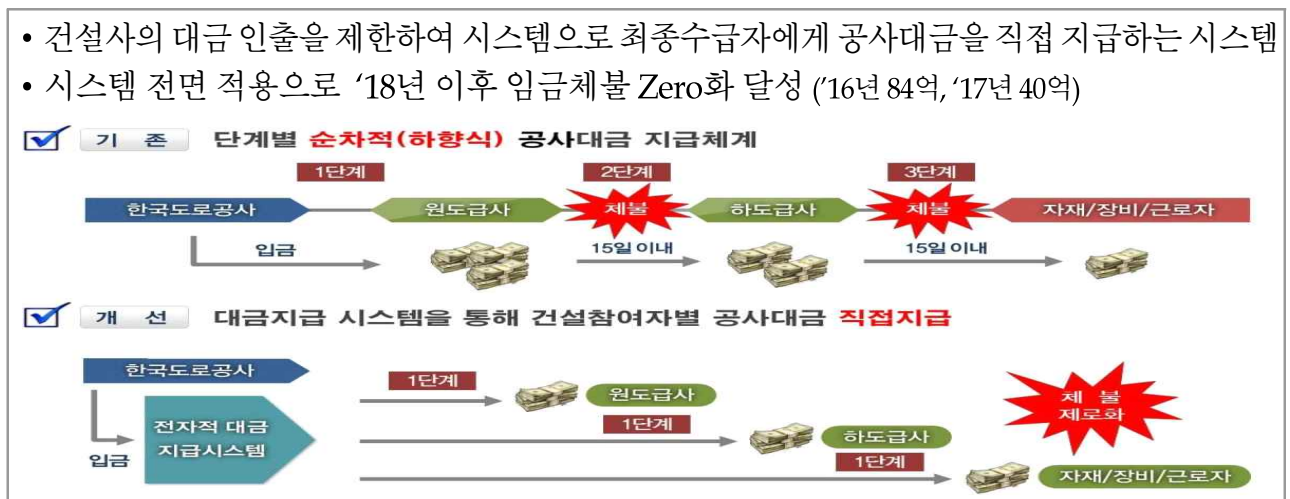 • 건설사의 대금 인출을 제한하여 시스템으로 최종수급자에게 공사대금을 직접 지급하는 시스템
• 시스템 전면 적용으로 ‘18년 이후 임금체불 Zero화 달성 (’16년 84억, ‘17년 40억)
기 존 단계별 순차적(하향식) 공사대금 지급체계
1단계 2단계 3단계
한국도로공사 원도급사 체불 하도급사 체불 자재/장비/근로자
입금 15일 이내 15일 이내
개 선 대금지급 시스템을 통해 건설참여자별 공사대금 직접지급
한국도로공사
입금
전자적 대금
지급시스템
1단계
원도급사
1단계
하도급사
1단계
자재/장비/근로자
체 불
제로화